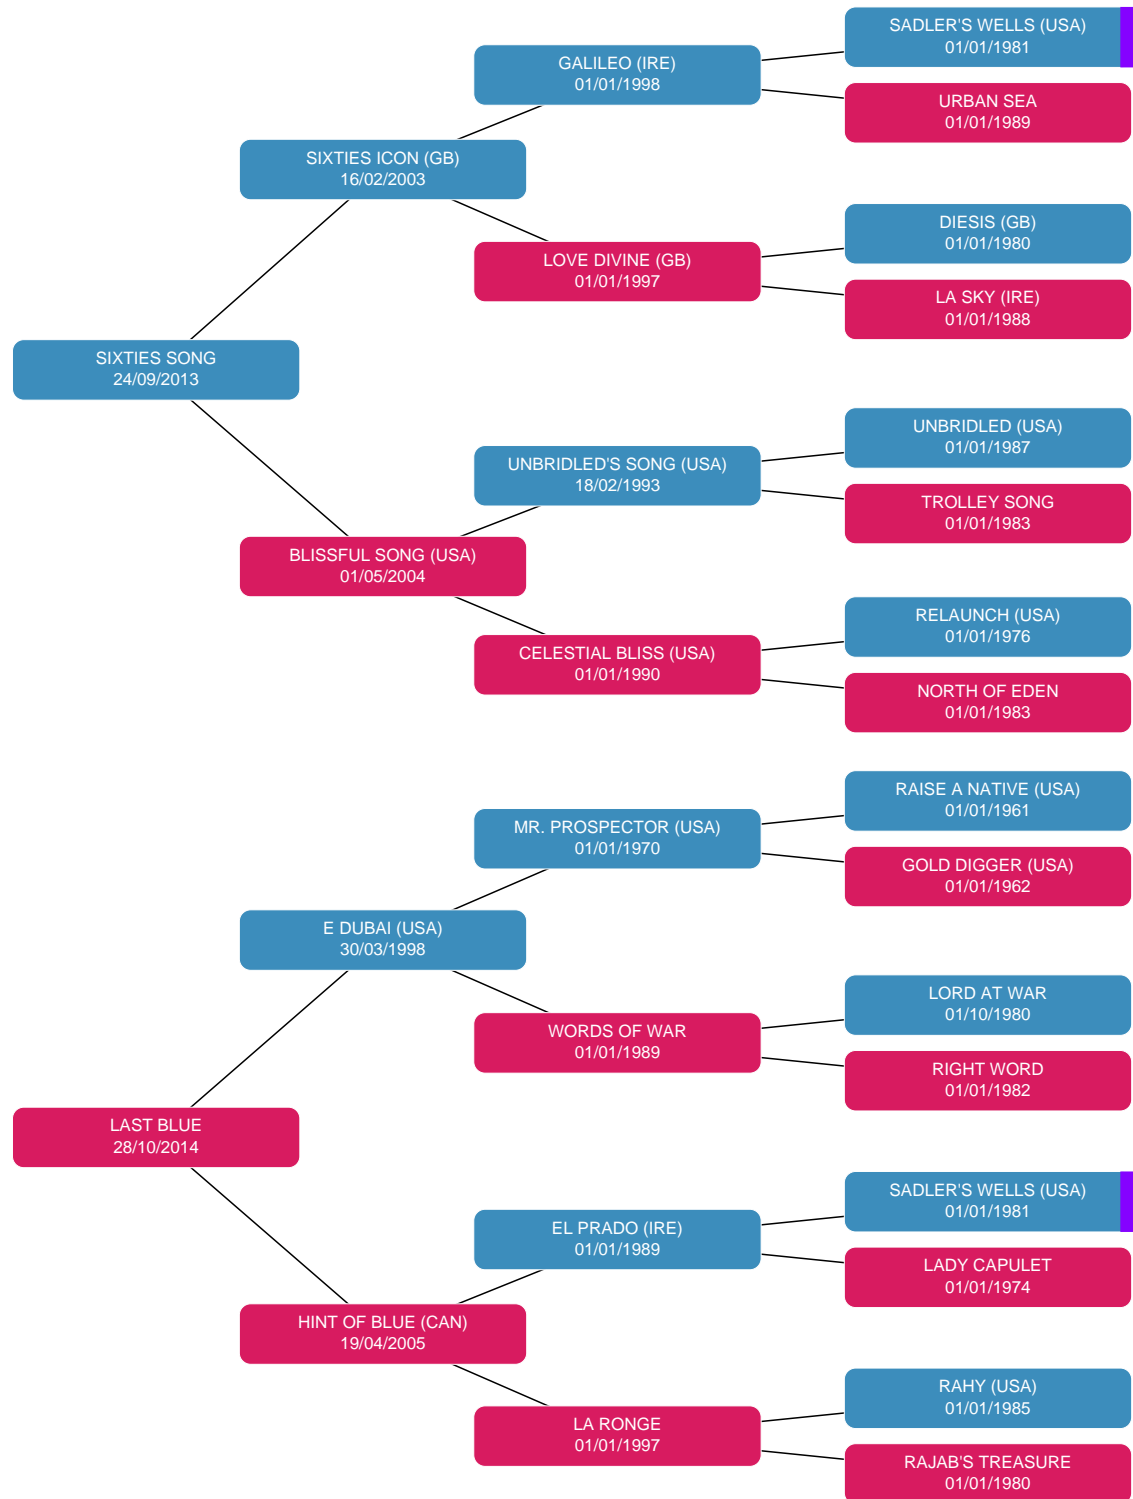 SADLER'S WELLS (USA)
01/01/1981
GALILEO (IRE)
01/01/1998
URBAN SEA
01/01/1989
SIXTIES ICON (GB)
16/02/2003
DIESIS (GB)
01/01/1980
LOVE DIVINE (GB)
01/01/1997
LA SKY (IRE)
01/01/1988
SIXTIES SONG
24/09/2013
UNBRIDLED (USA)
01/01/1987
UNBRIDLED'S SONG (USA)
18/02/1993
TROLLEY SONG
01/01/1983
BLISSFUL SONG (USA)
01/05/2004
RELAUNCH (USA)
01/01/1976
CELESTIAL BLISS (USA)
01/01/1990
NORTH OF EDEN
01/01/1983
RAISE A NATIVE (USA)
01/01/1961
MR. PROSPECTOR (USA)
01/01/1970
GOLD DIGGER (USA)
01/01/1962
E DUBAI (USA)
30/03/1998
LORD AT WAR
01/10/1980
WORDS OF WAR
01/01/1989
RIGHT WORD
01/01/1982
LAST BLUE
28/10/2014
SADLER'S WELLS (USA)
01/01/1981
EL PRADO (IRE)
01/01/1989
LADY CAPULET
01/01/1974
HINT OF BLUE (CAN)
19/04/2005
RAHY (USA)
01/01/1985
LA RONGE
01/01/1997
RAJAB'S TREASURE
01/01/1980